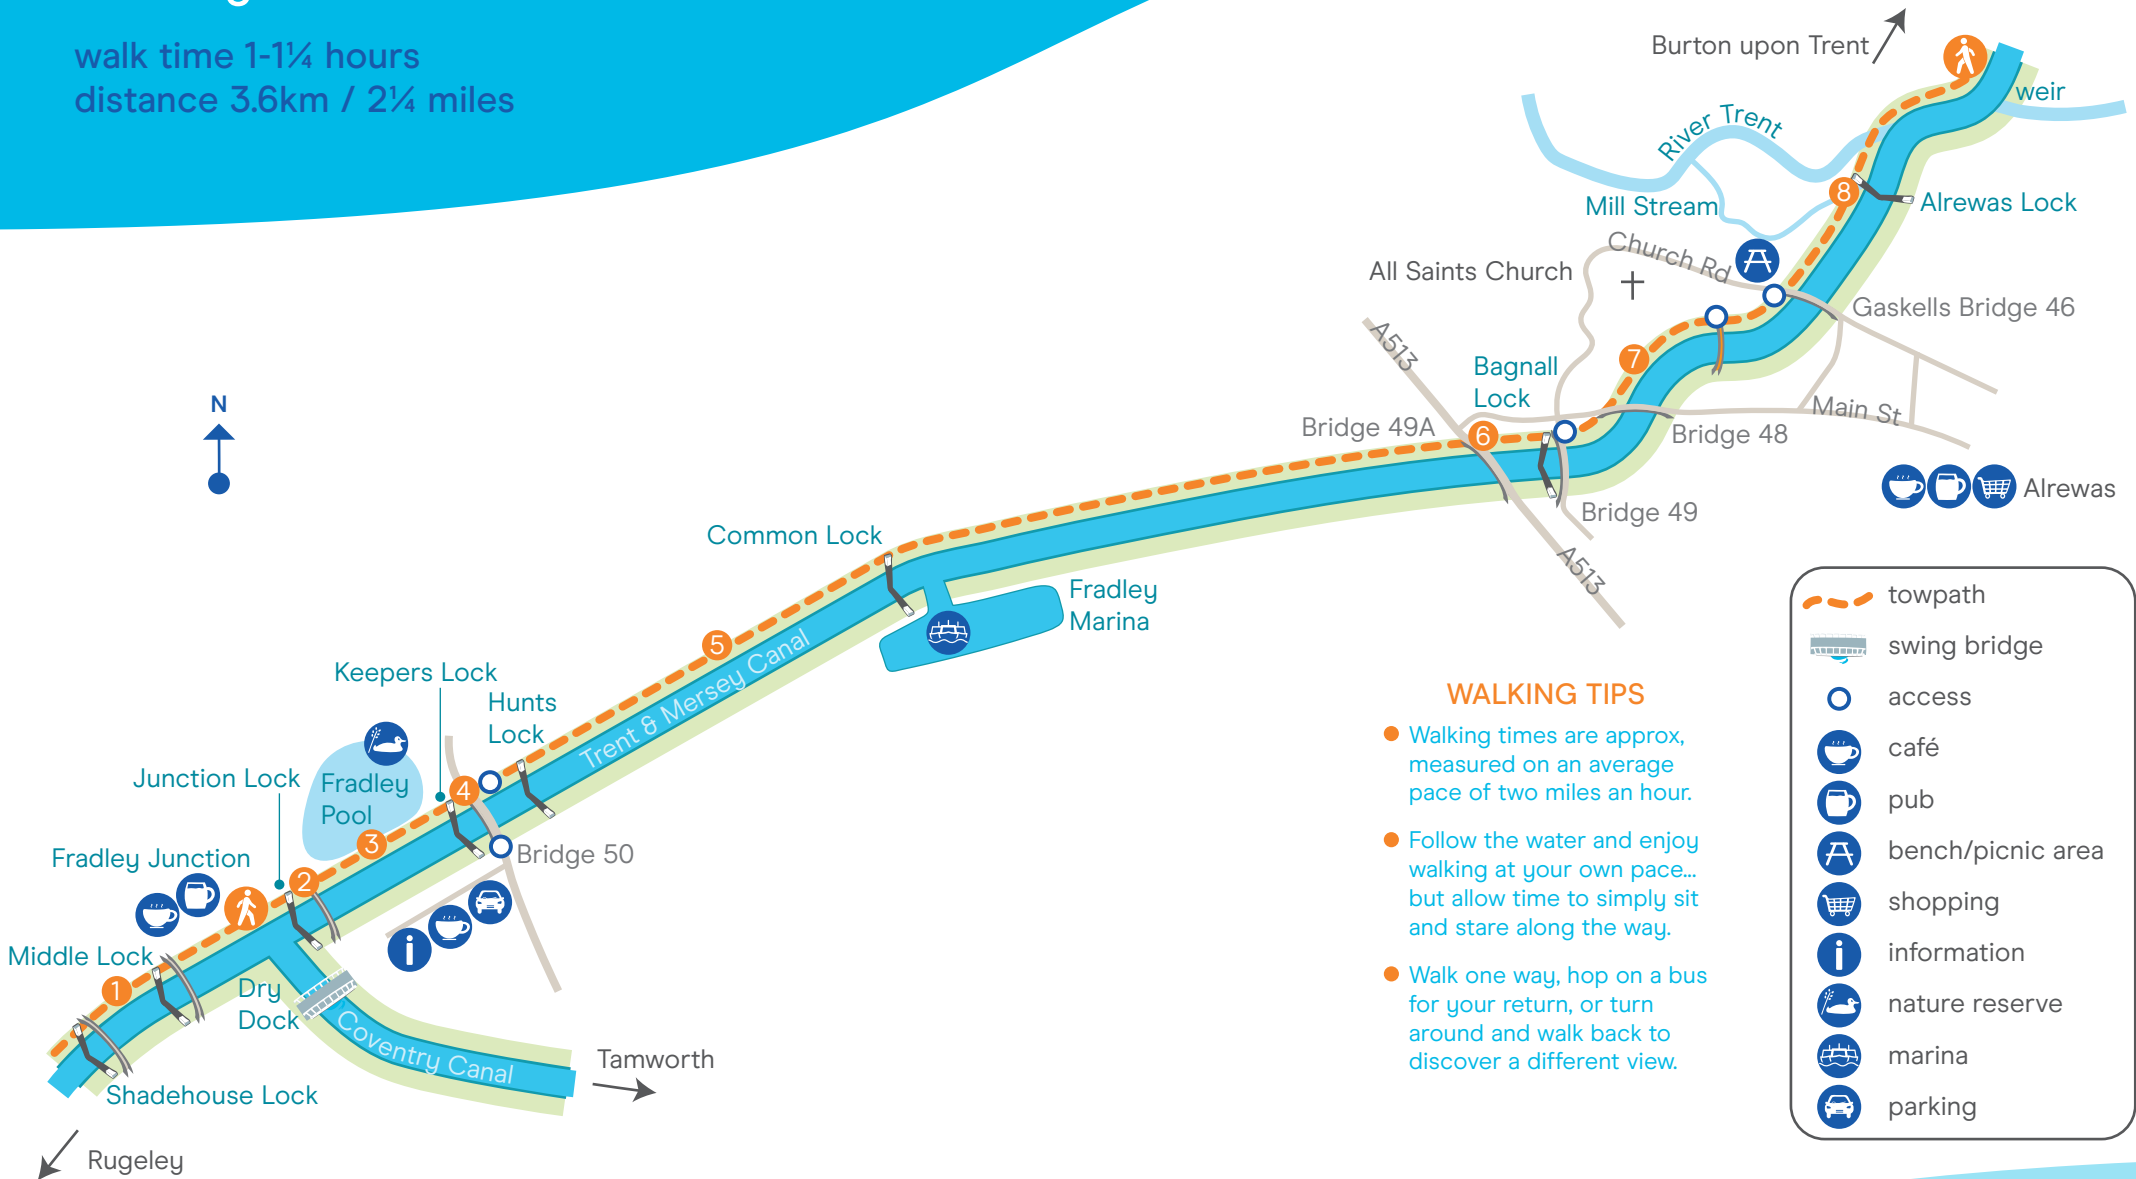 walk time 1-1¼ hours
distance 3.6km / 2¼ miles
Burton upon Trent
weir
River Trent
Mill Stream
8
Alrewas Lock
Church Rd
All Saints Church
Gaskells Bridge 46
A513
7
Bagnall
Lock
Main St
Bridge 49A
6
Bridge 48
Alrewas
Bridge 49
A513
N
Common Lock
Fradley
Marina
5
Trent & Mersey Canal
Keepers Lock
Hunts
Lock
Junction Lock
Fradley
Pool
4
3
Bridge 50
Fradley Junction
2
i
Middle Lock
1
Dry
Dock
Coventry Canal
Tamworth
Shadehouse Lock
Rugeley
WALKING TIPS
Walking times are approx,
measured on an average
pace of two miles an hour.
Follow the water and enjoy
walking at your own pace...
but allow time to simply sit
and stare along the way.
Walk one way, hop on a bus
for your return, or turn
around and walk back to
discover a different view.
towpath
swing bridge
access
café
pub
bench/picnic area
shopping
i information
nature reserve
marina
parking